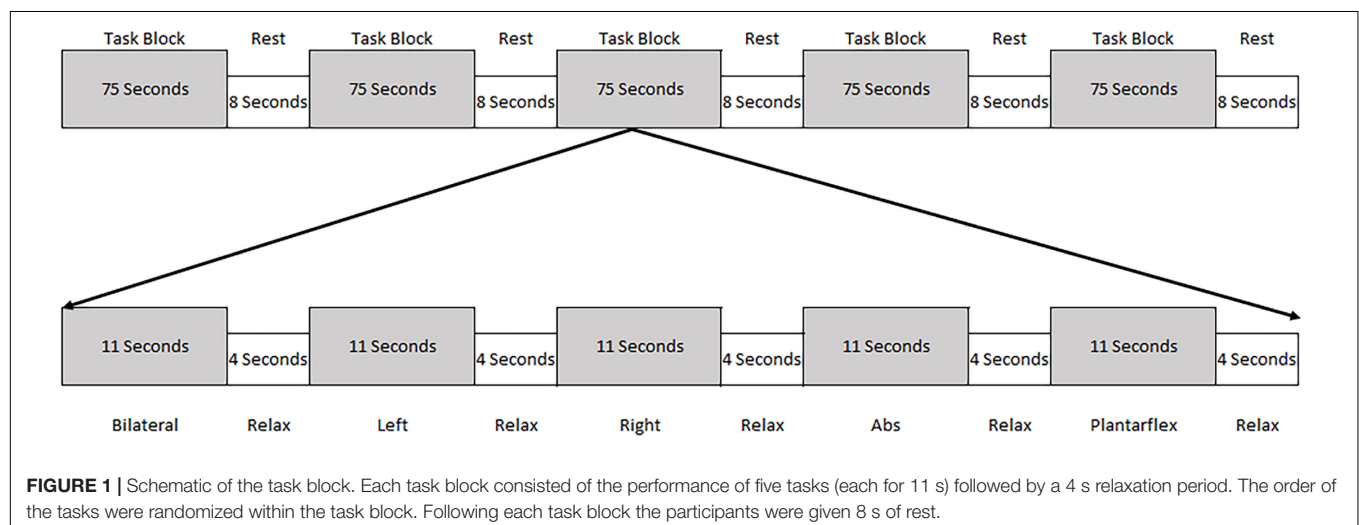 Task Block Rest Task Block Rest Task Block Rest Task Block Rest Task Block Rest
75 Seconds 8 Seconds 75 Seconds 8 Seconds 75 Seconds 8 Seconds 75 Seconds 8 Seconds 75 Seconds 8 Seconds
11 Seconds 4 Seconds 11 Seconds 4 Seconds 11 Seconds 4 Seconds 11 Seconds 4 Seconds 11 Seconds 4 Seconds
Bilateral Relax Left Relax Right Relax Abs Relax Plantarflex Relax
FIGURE 1 | Schematic of the task block. Each task block consisted of the performance of five tasks (each for 11 s) followed by a 4 s relaxation period. The order of
the tasks were randomized within the task block. Following each task block the participants were given 8 s of rest.